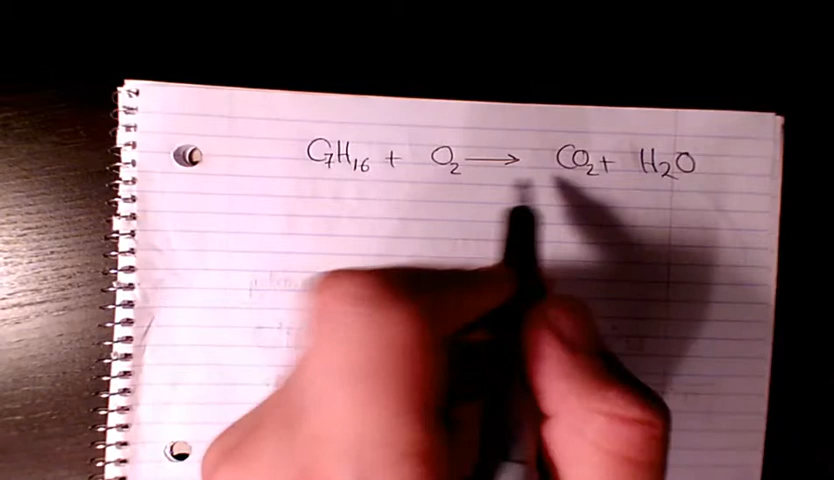 C₇H₁₆ + O₂ → CO₂ + H₂O